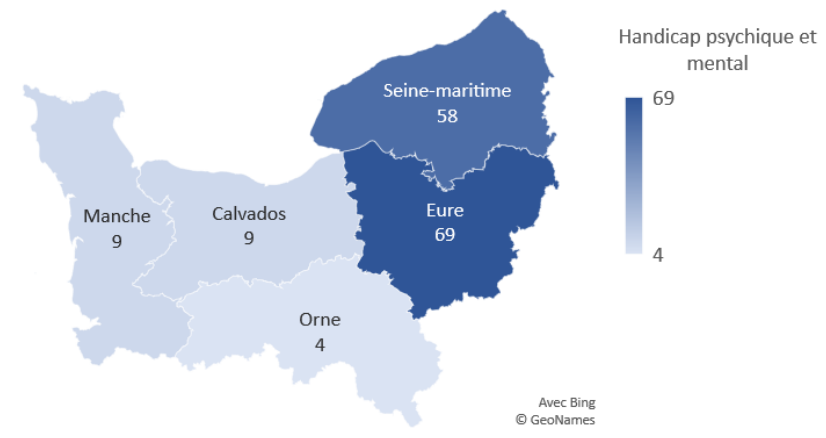 Handicap psychique et
mental
69
4
Seine-maritime
58
Manche
9
Calvados
9
Eure
69
Orne
4
Avec Bing
© GeoNames